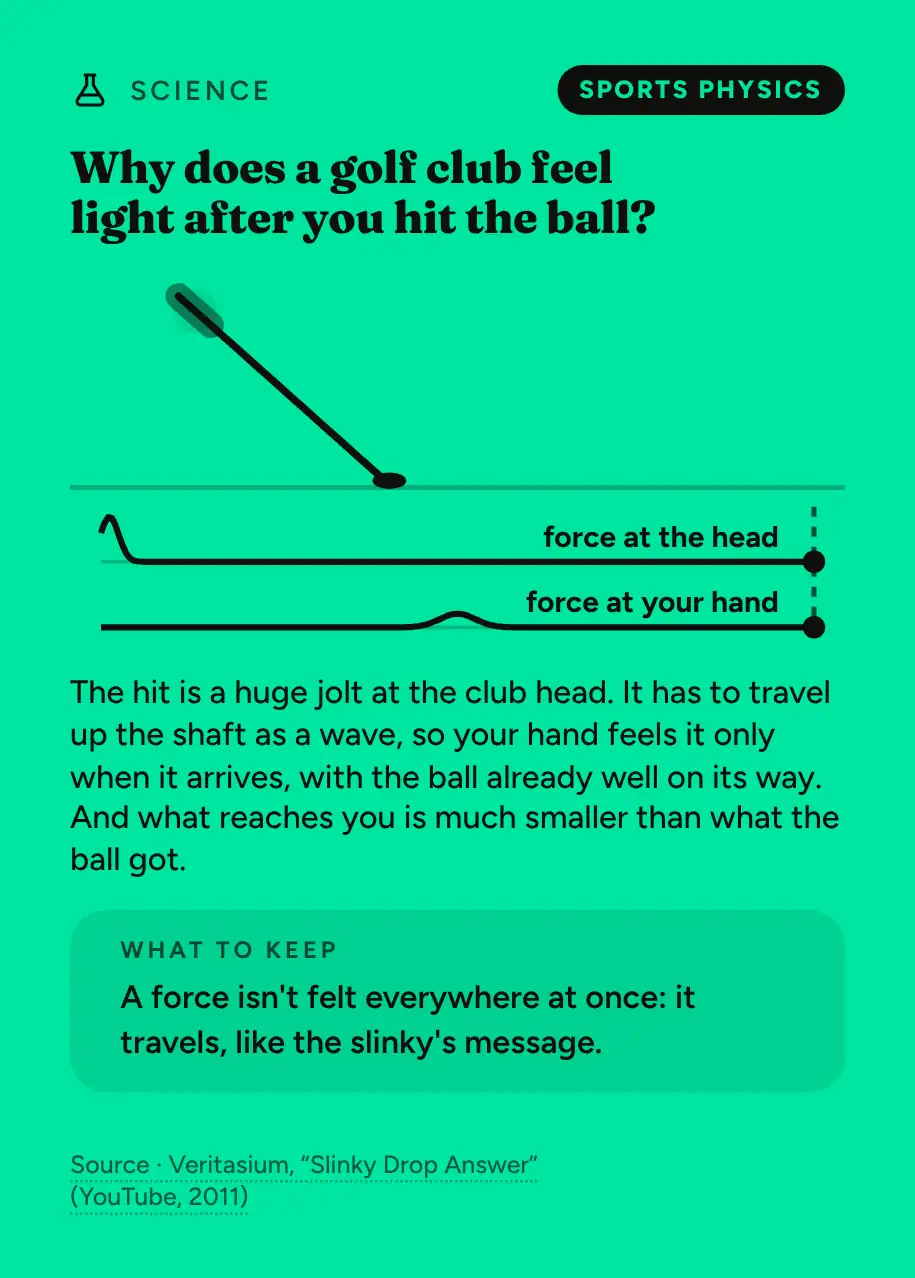 SCIENCE
SPORTS PHYSICS
Why does a golf club feel
light after you hit the ball?
force at the head
force at your hand
The hit is a huge jolt at the club head. It has to travel
up the shaft as a wave, so your hand feels it only
when it arrives, with the ball already well on its way.
And what reaches you is much smaller than what the
ball got.
WHAT TO KEEP
A force isn't felt everywhere at once: it
travels, like the slinky's message.
Source · Veritasium, “Slinky Drop Answer”
(YouTube, 2011)